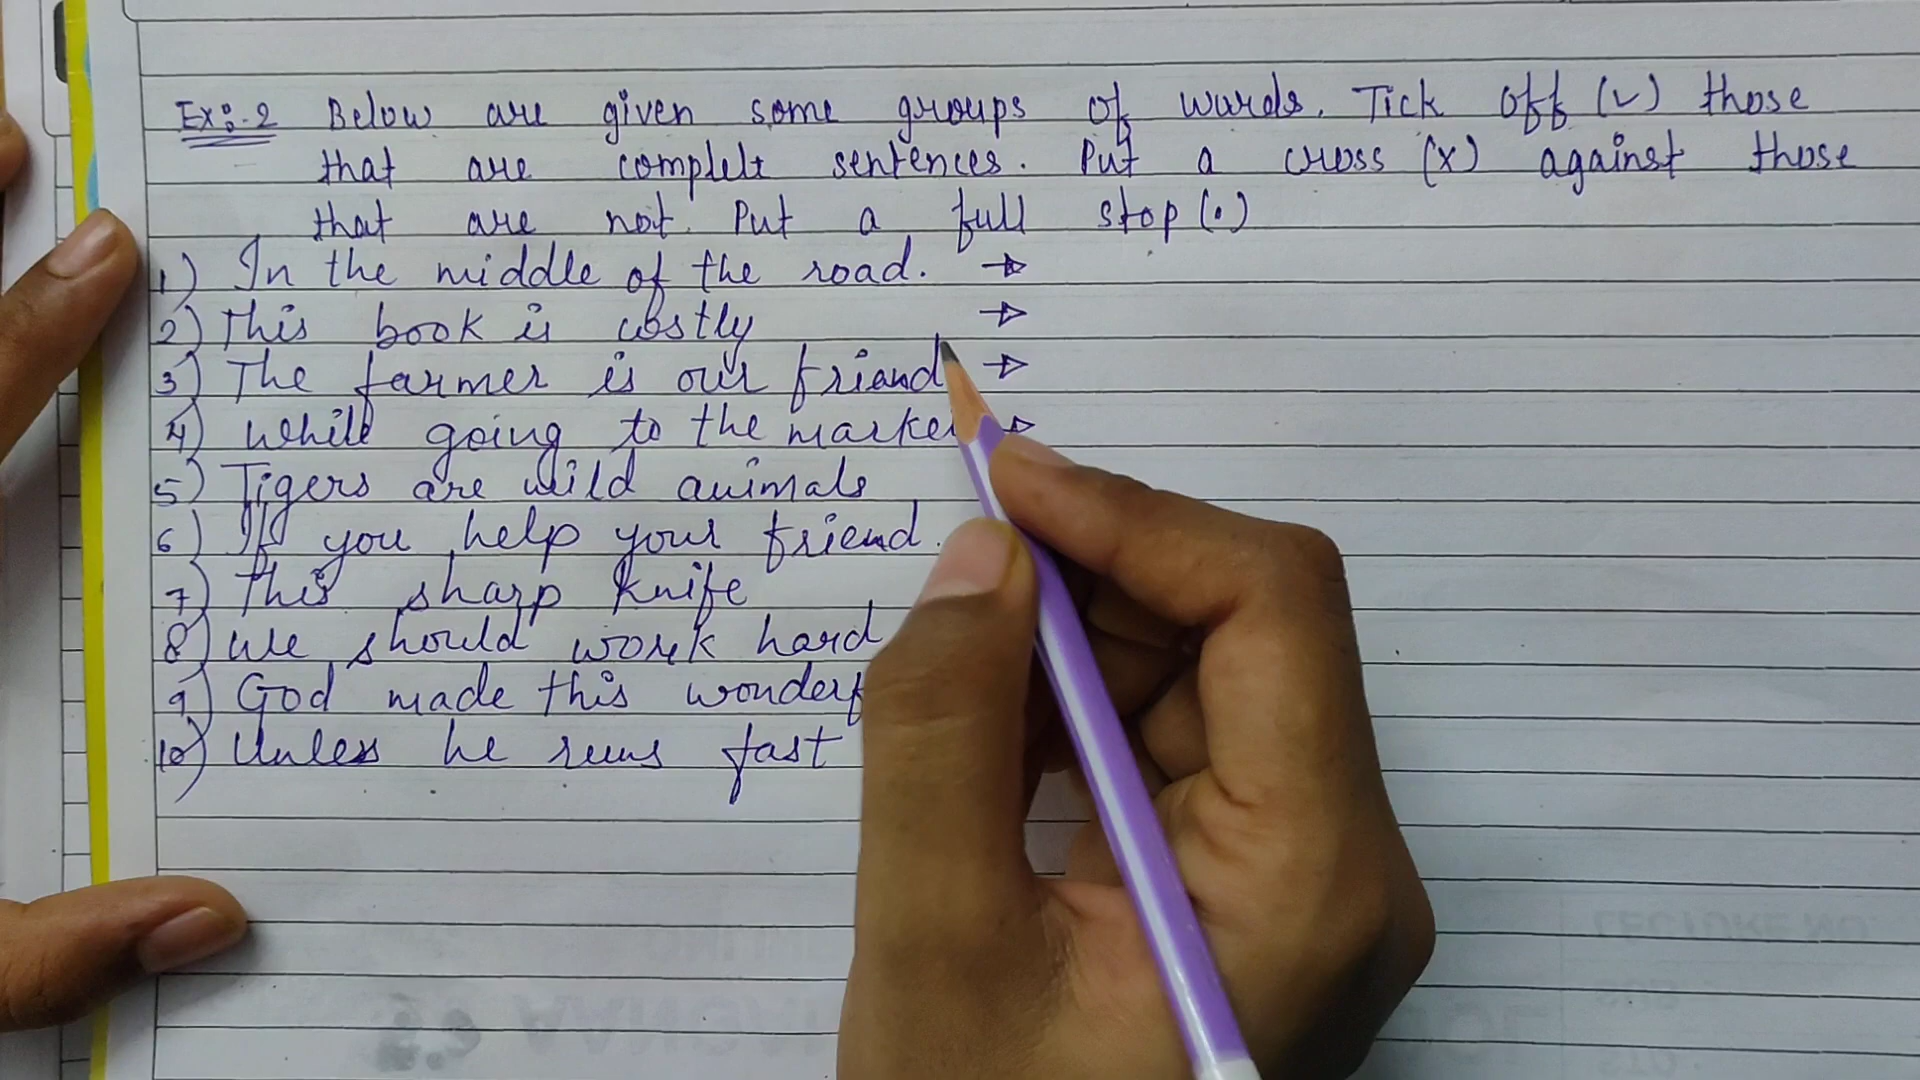 Ex:-2 Below are given some groups of words. Tick off (✓) those
that are complete sentences. Put a cross (x) against those
that are not. Put a full stop (.)
1) In the middle of the road. →
2) This book is costly →
3) The farmer is our friend →
4) while going to the marke →
5) Tigers are wild animals
6) If you help your friend.
7) This sharp knife
8) We should work hard
9) God made this wonderf
10) Unless he runs fast